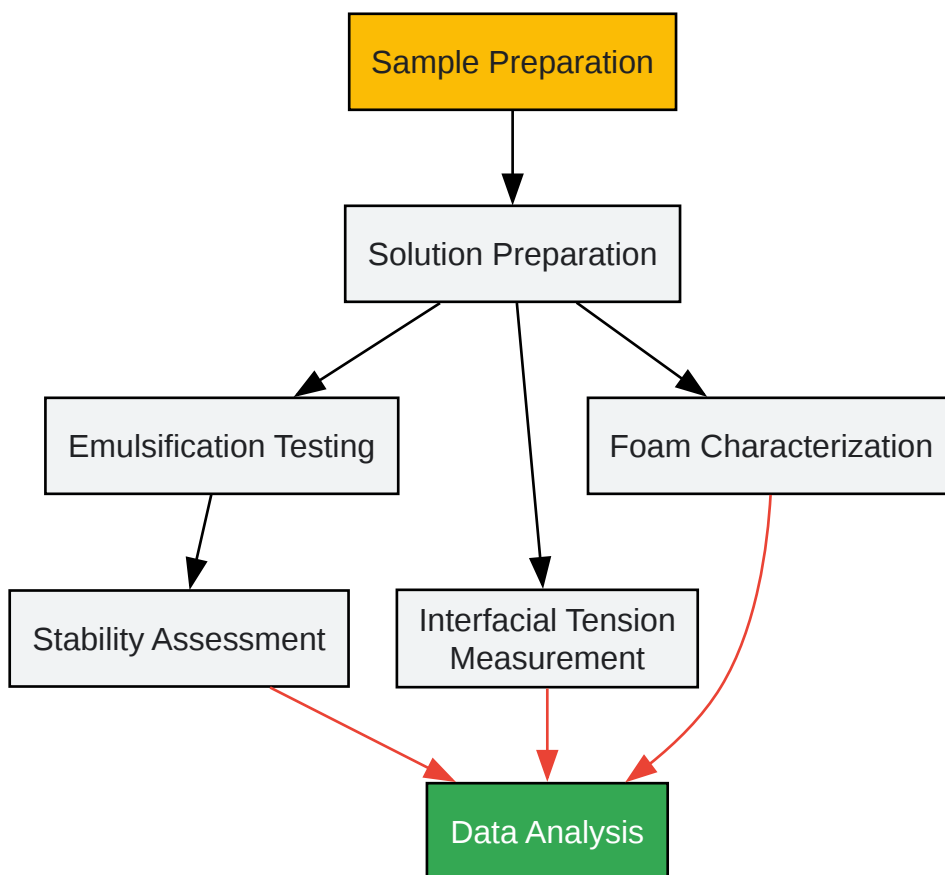 Sample Preparation
Solution Preparation
Emulsification Testing
Foam Characterization
Stability Assessment
Interfacial Tension
Measurement
Data Analysis